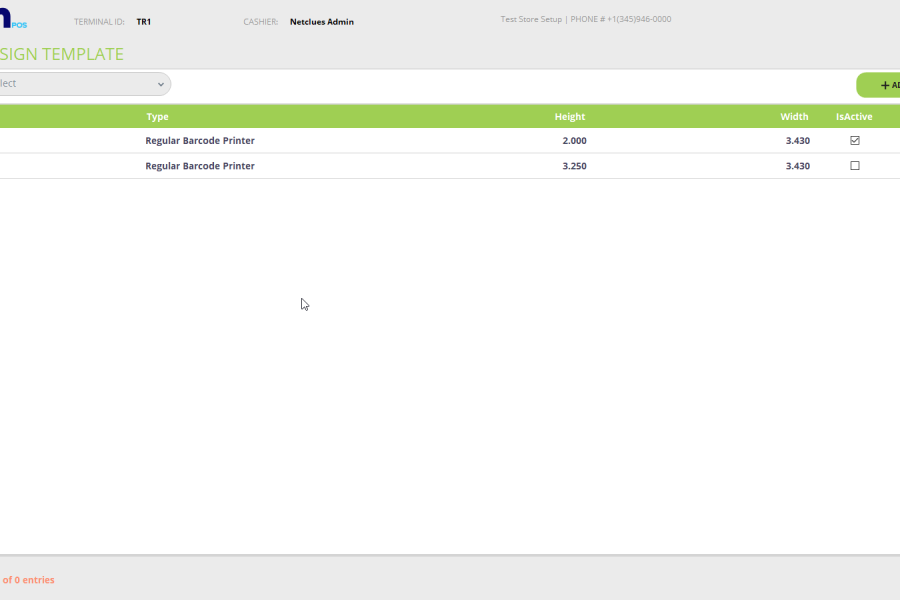 n POS TERMINAL ID: TR1 CASHIER: Netclues Admin Test Store Setup | PHONE # +1(345)946-0000
SIGN TEMPLATE
lect
Type Height Width IsActive
Regular Barcode Printer 2.000 3.430
Regular Barcode Printer 3.250 3.430
of 0 entries